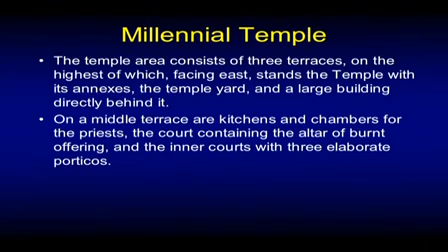 Millennial Temple
• The temple area consists of three terraces, on the
highest of which, facing east, stands the Temple with
its annexes, the temple yard, and a large building
directly behind it.
• On a middle terrace are kitchens and chambers for
the priests, the court containing the altar of burnt
offering, and the inner courts with three elaborate
porticos.